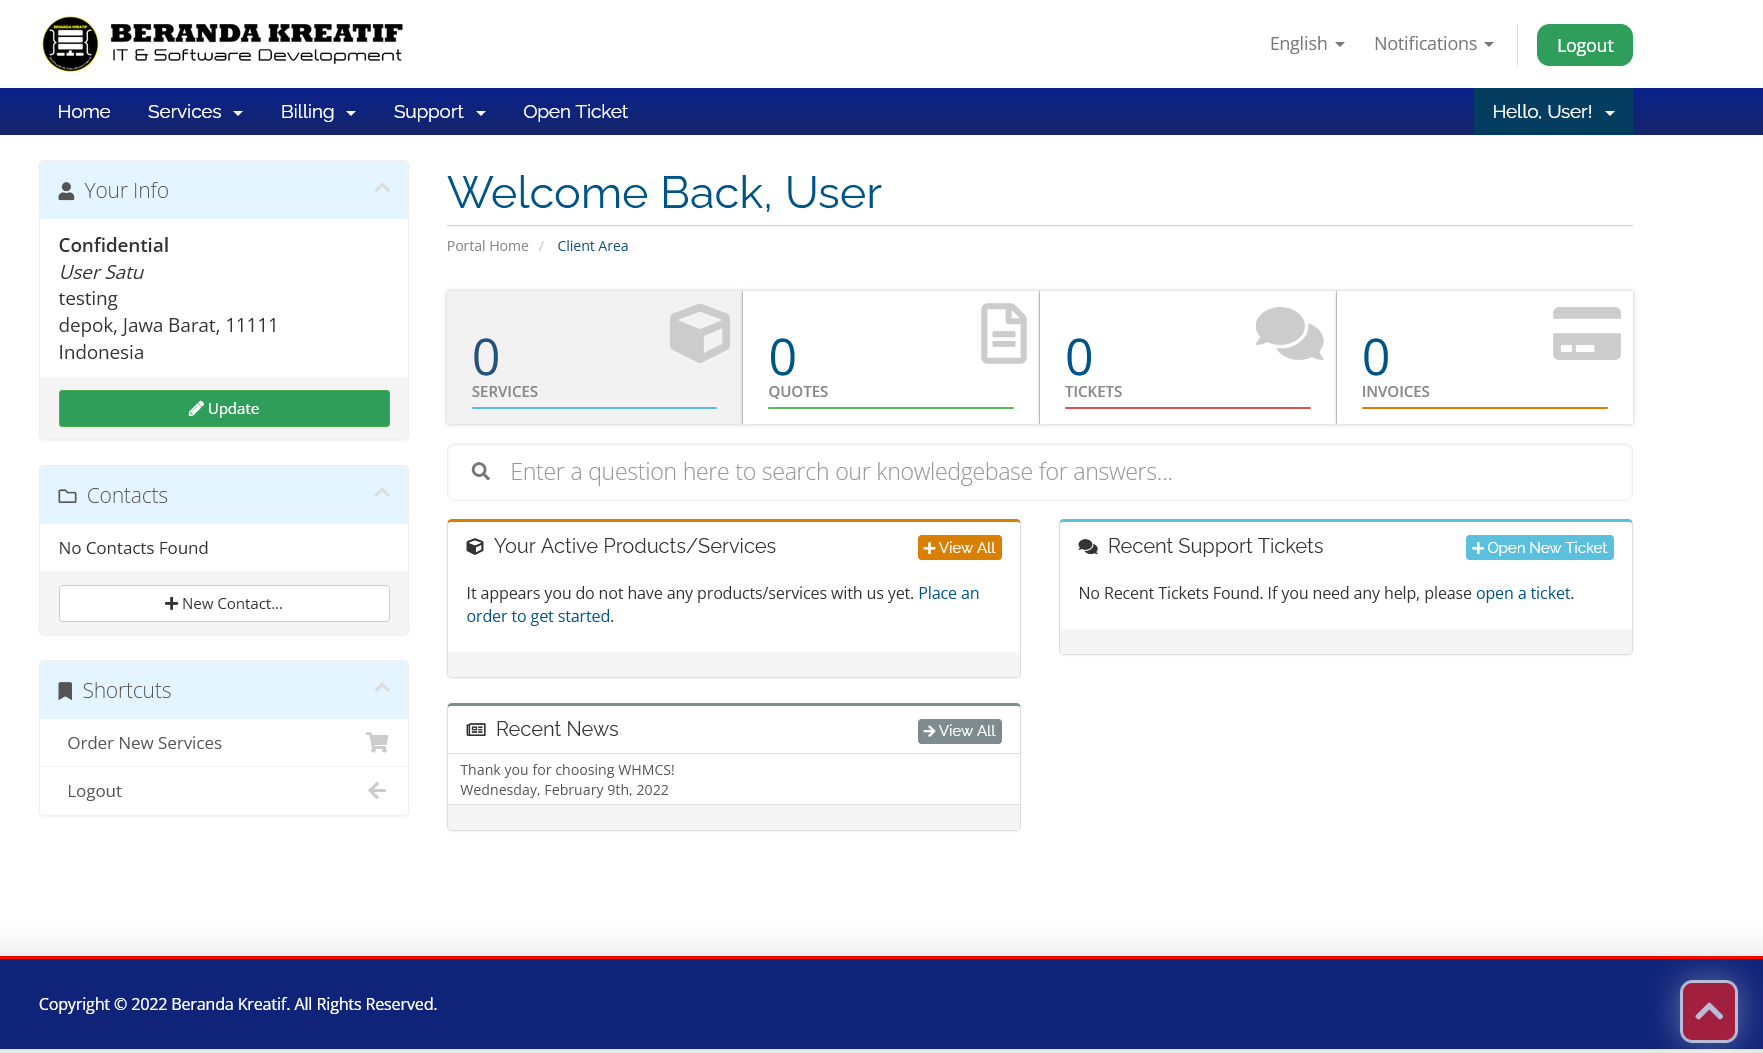 BERANDA KREATIF
IT & Software Development
English
Notifications
Logout
Home
Services
Billing
Support
Open Ticket
Hello, User!
Your Info
Confidential
User Satu
testing
depok, Jawa Barat, 11111
Indonesia
Update
Contacts
No Contacts Found
New Contact...
Shortcuts
Order New Services
Logout
Welcome Back, User
Portal Home / Client Area
0
SERVICES
0
QUOTES
0
TICKETS
0
INVOICES
Enter a question here to search our knowledgebase for answers...
Your Active Products/Services
View All
It appears you do not have any products/services with us yet. Place an
order to get started.
Recent Support Tickets
Open New Ticket
No Recent Tickets Found. If you need any help, please open a ticket.
Recent News
View All
Thank you for choosing WHMCS!
Wednesday, February 9th, 2022
Copyright © 2022 Beranda Kreatif. All Rights Reserved.